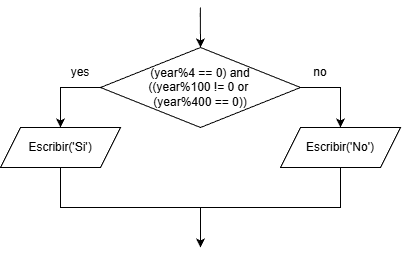 yes
(year%4 == 0) and
((year%100 != 0 or
(year%400 == 0))
no
Escribir('Si')
Escribir('No')